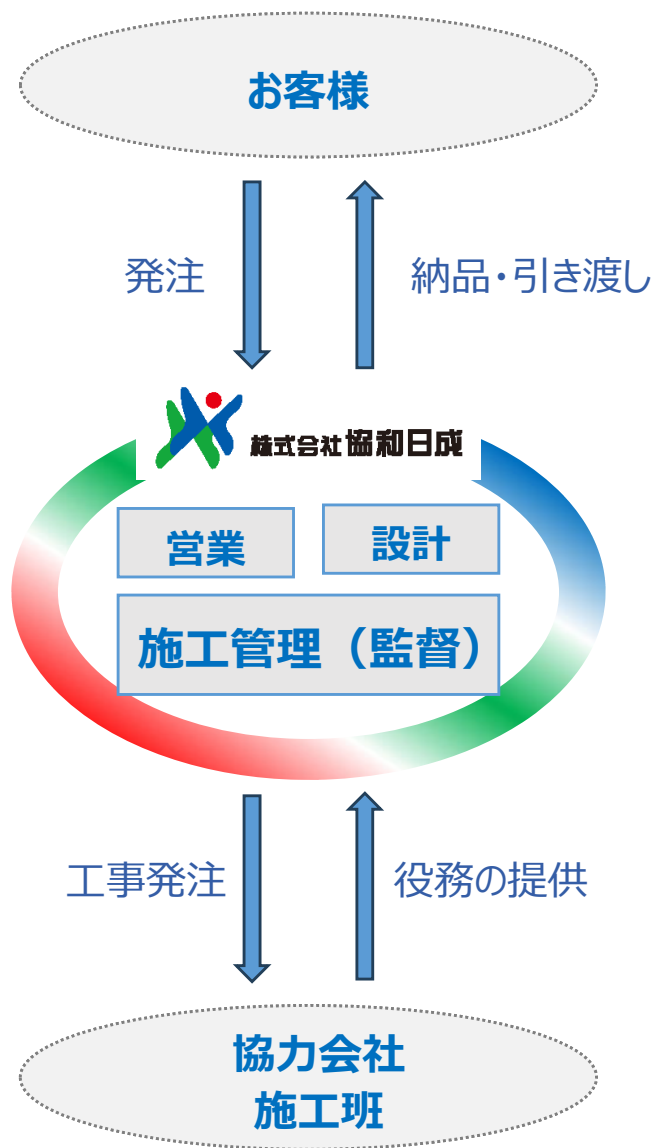 お客様
発注
納品・引き渡し
株式会社協和日成
営業
設計
施工管理（監督）
工事発注
役務の提供
協力会社
施工班